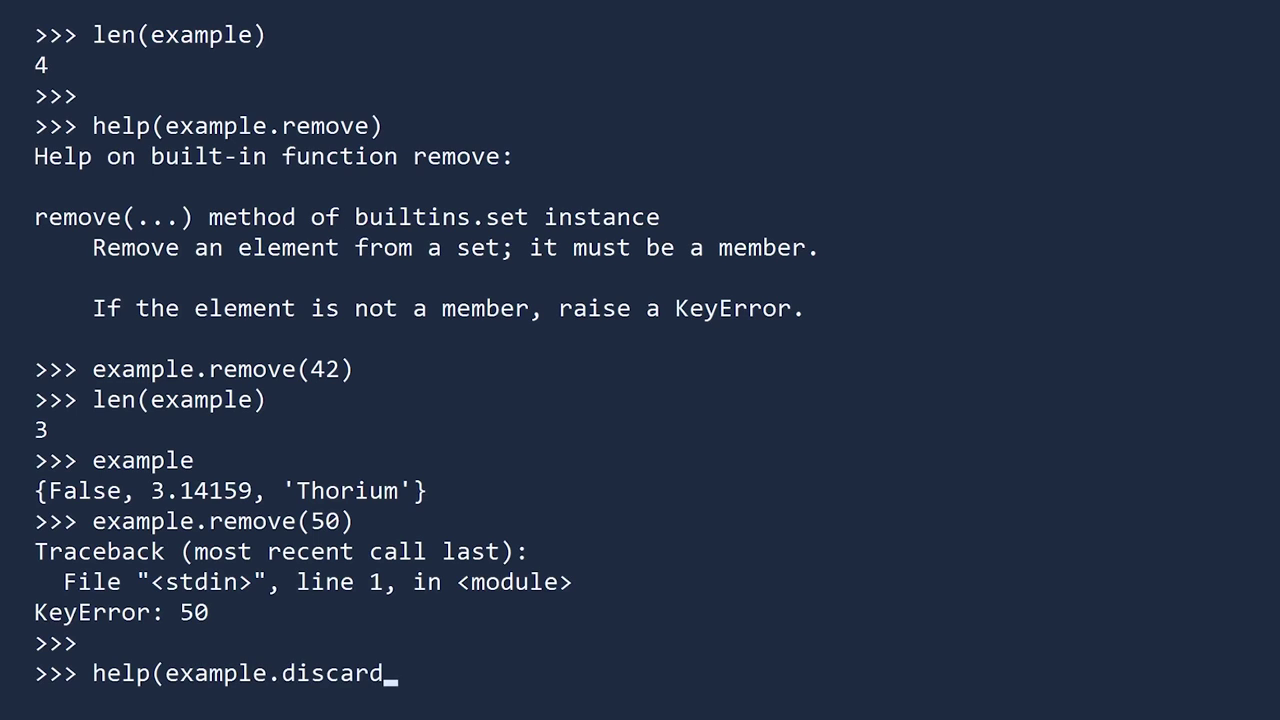 >>> len(example)
4
>>>
>>> help(example.remove)
Help on built-in function remove:
remove(...) method of builtins.set instance
Remove an element from a set; it must be a member.
If the element is not a member, raise a KeyError.
>>> example.remove(42)
>>> len(example)
3
>>> example
{False, 3.14159, 'Thorium'}
>>> example.remove(50)
Traceback (most recent call last):
File "<stdin>", line 1, in <module>
KeyError: 50
>>>
>>> help(example.discard_